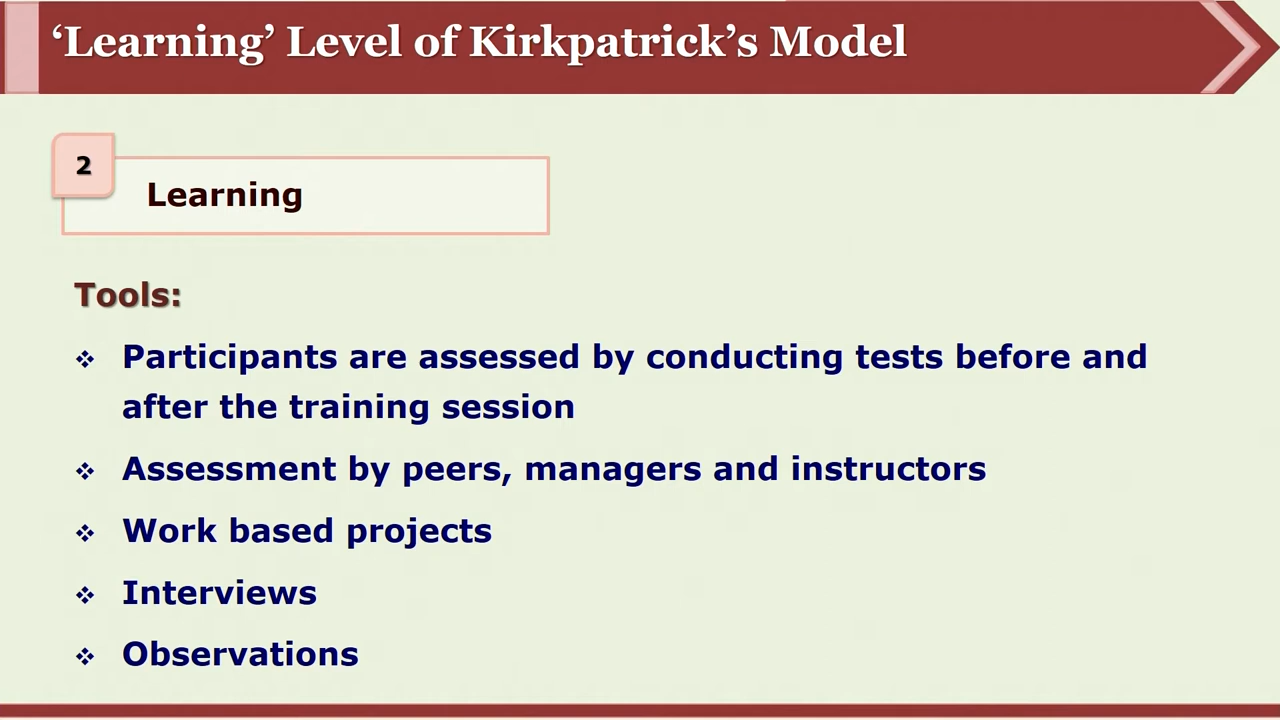 ‘Learning’ Level of Kirkpatrick’s Model
2
Learning
Tools:
❖ Participants are assessed by conducting tests before and
after the training session
❖ Assessment by peers, managers and instructors
❖ Work based projects
❖ Interviews
❖ Observations